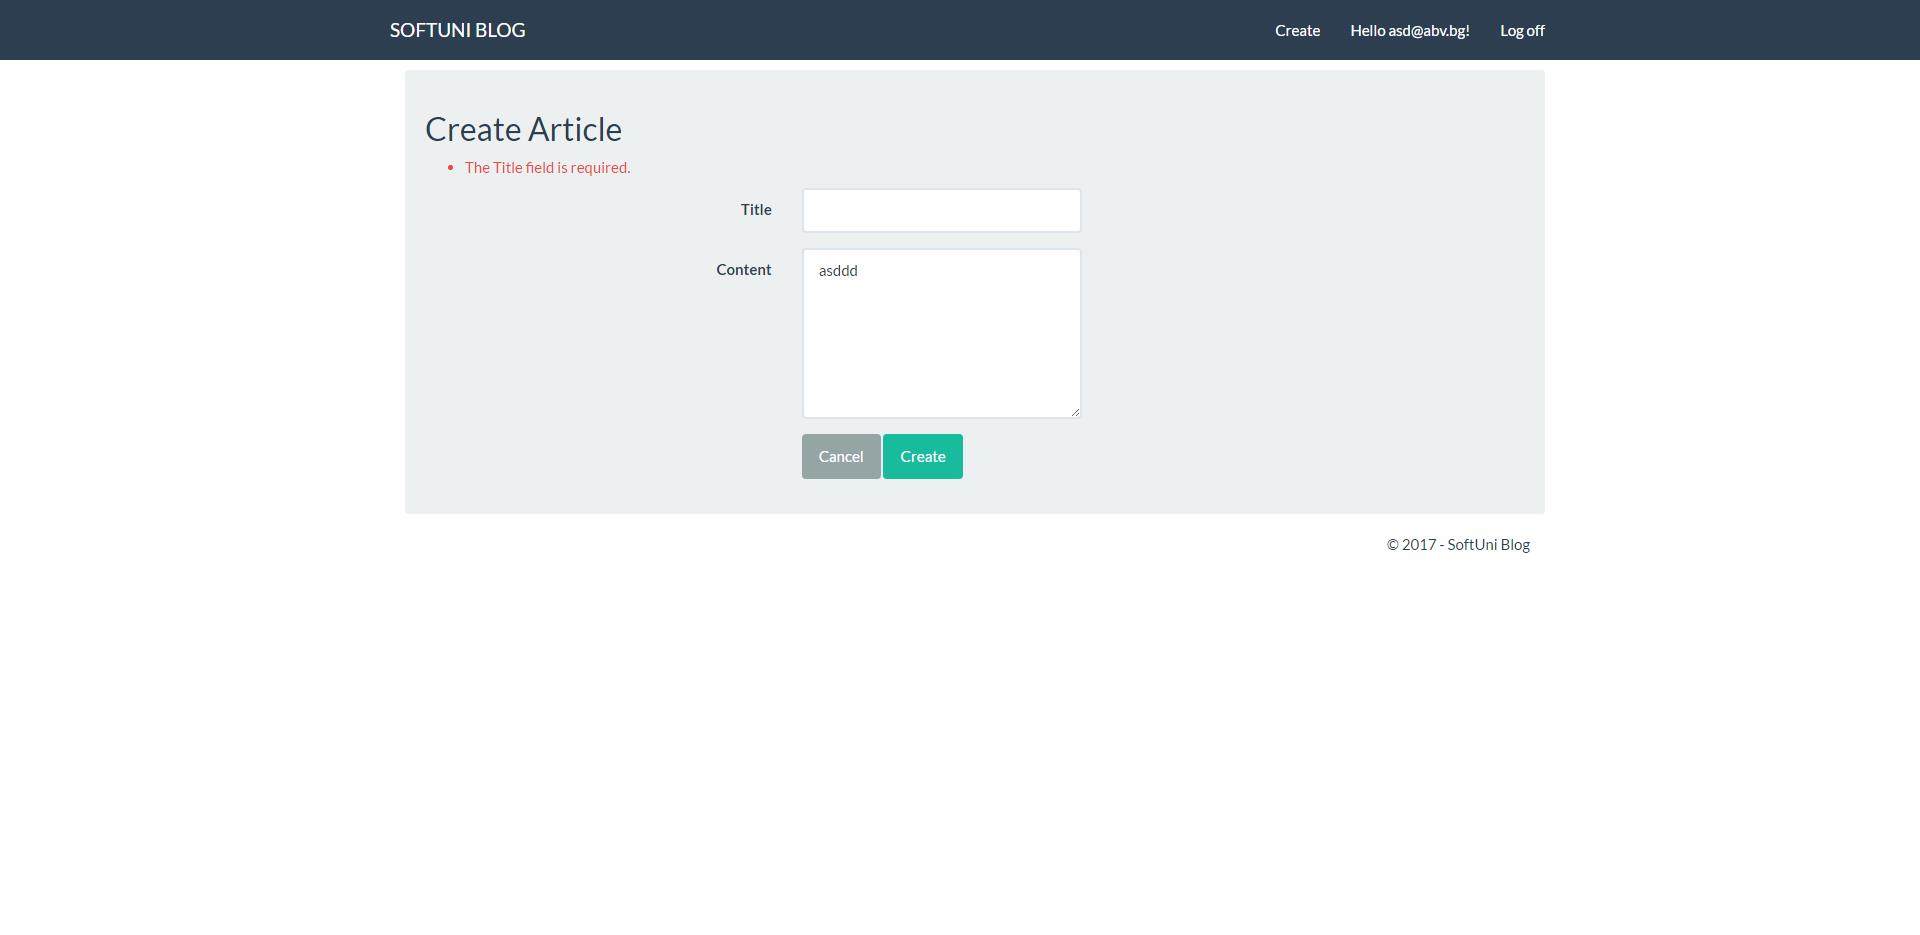 SOFTUNI BLOG
Create
Hello asd@abv.bg!
Log off
Create Article
The Title field is required.
Title
Content
asddd
Cancel
Create
© 2017 - SoftUni Blog